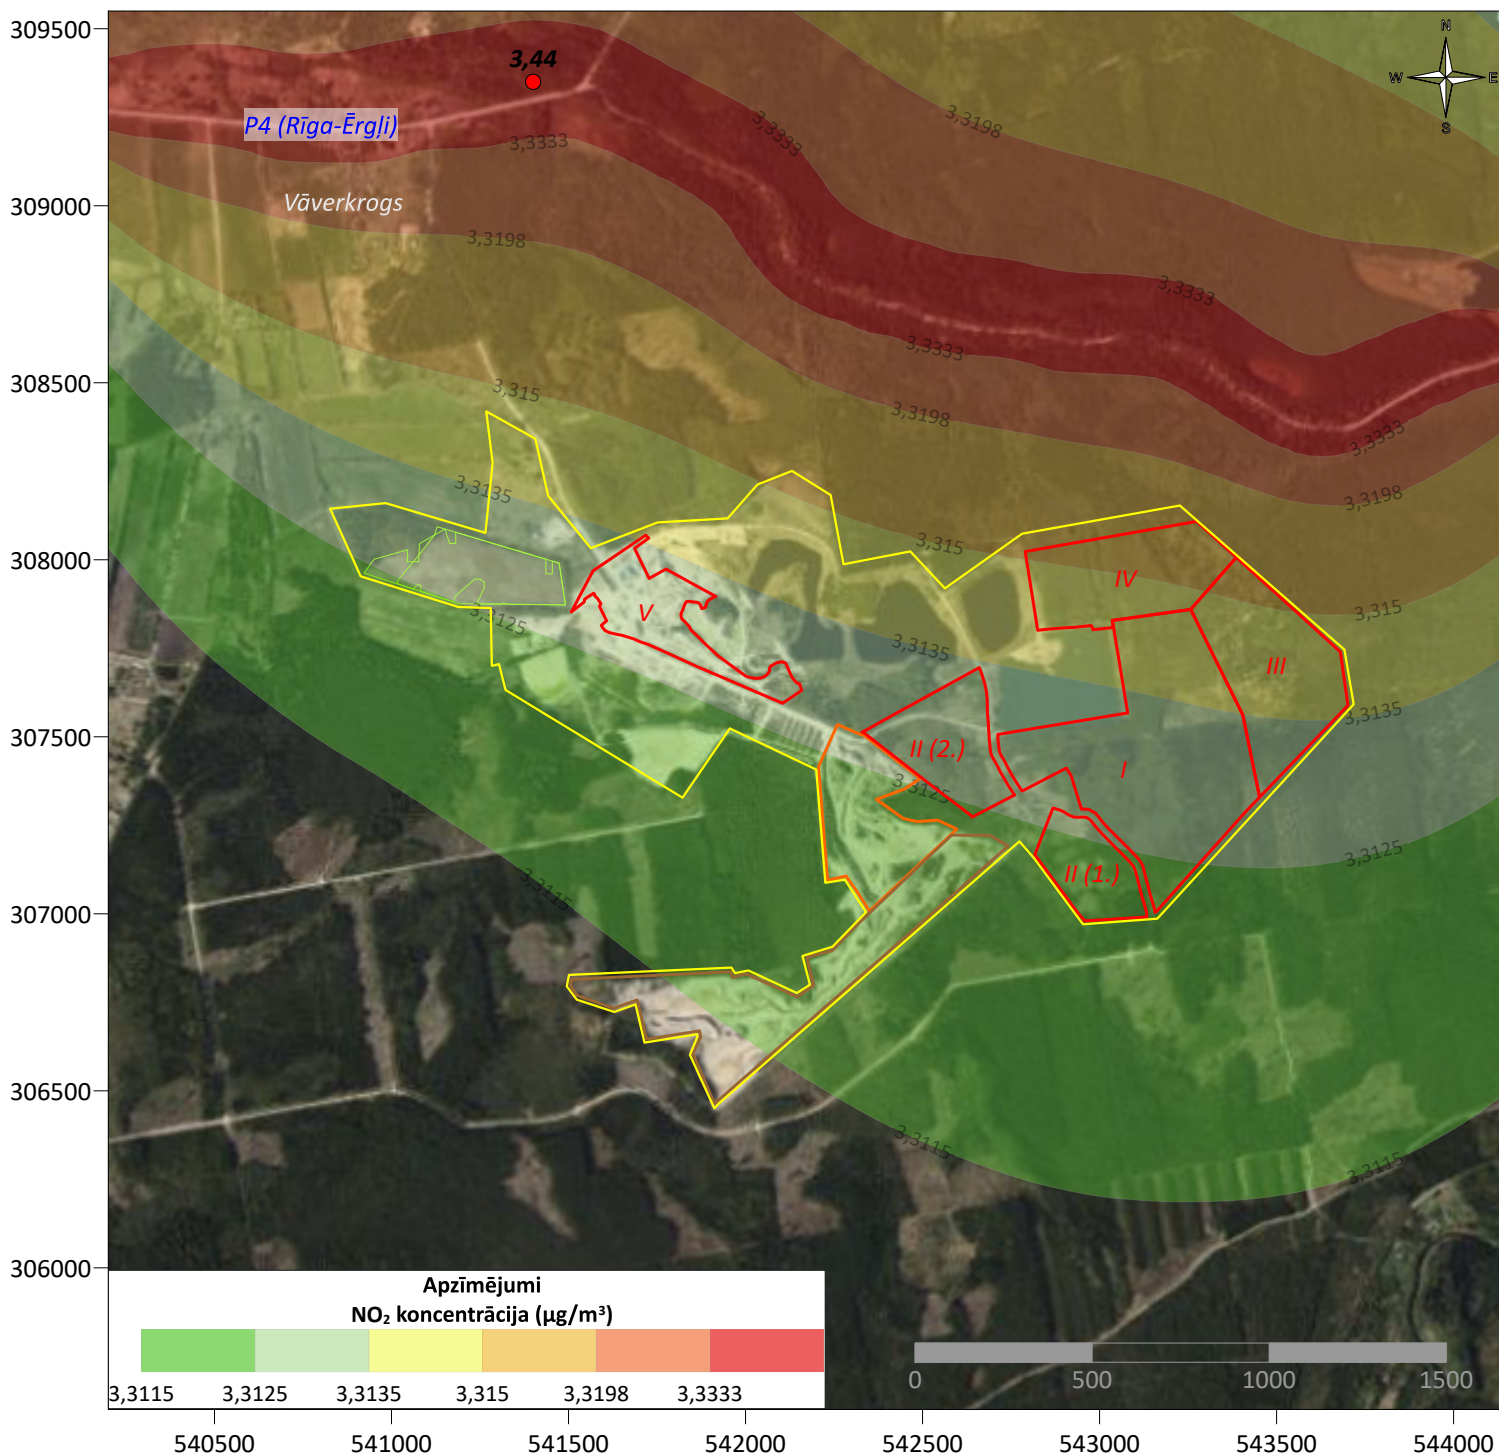 309500
309000
308500
308000
307500
307000
306500
306000
N
W
E
S
3,44
P4 (Rīga-Ērgļi)
Vāverkrogs
3,3333
3,3333
3,3198
3,3198
3,3333
3,3333
3,3198
3,3333
3,3198
3,315
3,315
3,315
3,3135
3,3135
3,3135
3,3125
3,3125
3,3125
3,3115
3,3115
3,3115
IV
V
III
II (2.)
I
II (1.)
Apzīmējumi
NO₂ koncentrācija (µg/m³)
3,3115 3,3125 3,3135 3,315 3,3198 3,3333
0 500 1000 1500
540500 541000 541500 542000 542500 543000 543500 544000